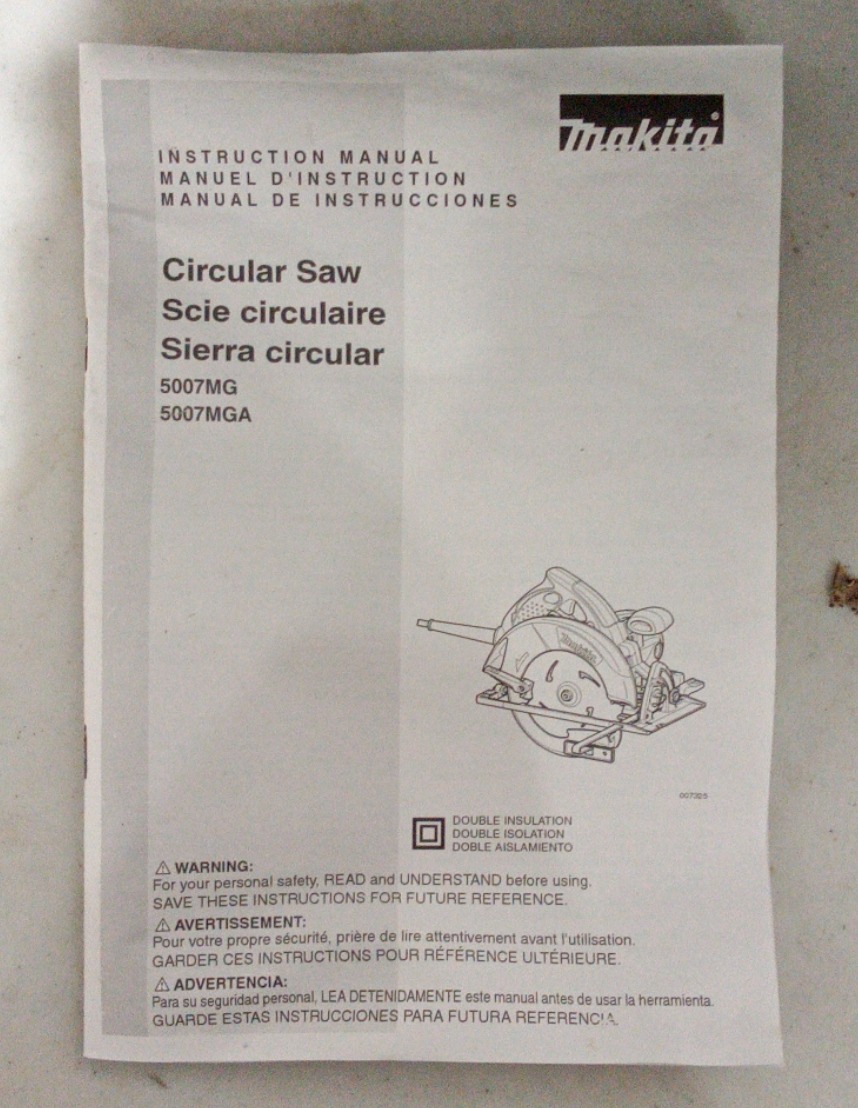 Makita
INSTRUCTION MANUAL
MANUEL D'INSTRUCTION
MANUAL DE INSTRUCCIONES
Circular Saw
Scie circulaire
Sierra circular
5007MG
5007MGA
Makita
007325
DOUBLE INSULATION
DOUBLE ISOLATION
DOBLE AISLAMIENTO
⚠ WARNING:
For your personal safety, READ and UNDERSTAND before using.
SAVE THESE INSTRUCTIONS FOR FUTURE REFERENCE.
⚠ AVERTISSEMENT:
Pour votre propre sécurité, prière de lire attentivement avant l'utilisation.
GARDER CES INSTRUCTIONS POUR RÉFÉRENCE ULTÉRIEURE.
⚠ ADVERTENCIA:
Para su seguridad personal, LEA DETENIDAMENTE este manual antes de usar la herramienta.
GUARDE ESTAS INSTRUCCIONES PARA FUTURA REFERENCIA.